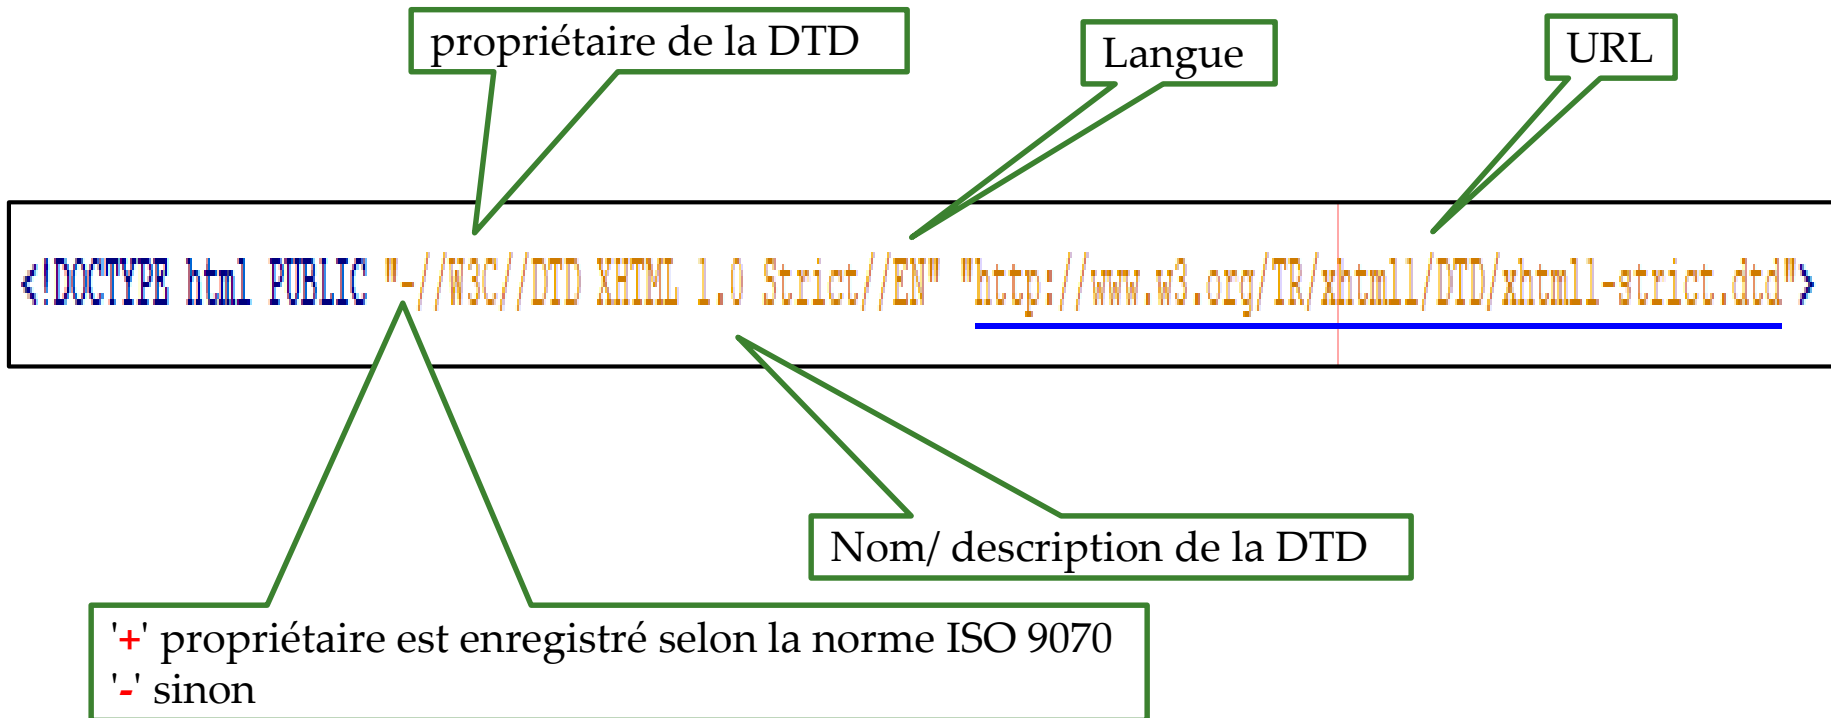 propriétaire de la DTD
Langue
URL
<!DOCTYPE html PUBLIC "-//W3C//DTD XHTML 1.0 Strict//EN" "http://www.w3.org/TR/xhtml1/DTD/xhtml1-strict.dtd">
Nom/ description de la DTD
'+' propriétaire est enregistré selon la norme ISO 9070
'-' sinon